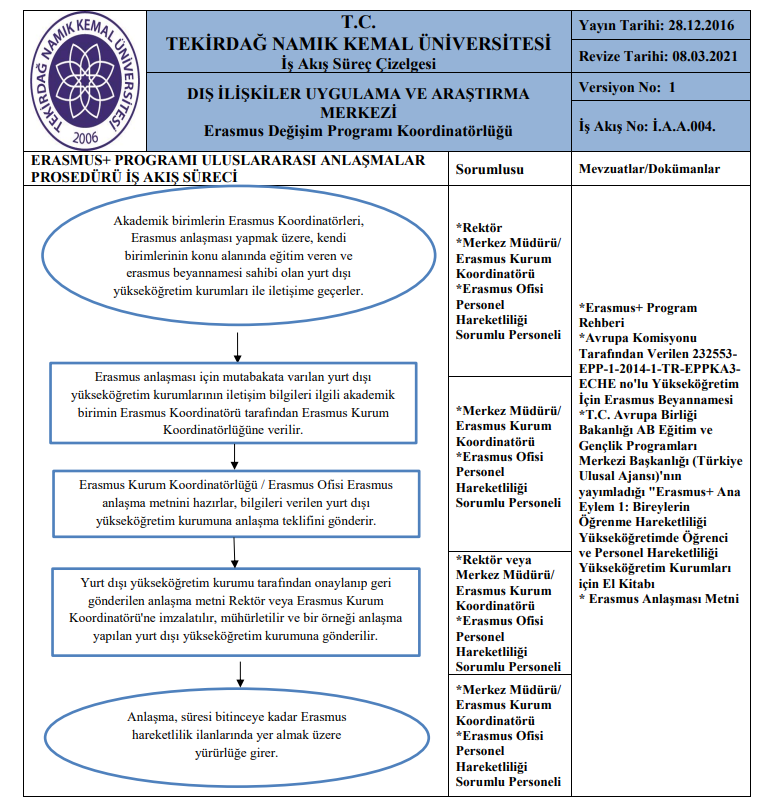 TEKİRDAĞ NAMIK KEMAL ÜNİVERSİTESİ
2006
T.C.
TEKİRDAĞ NAMIK KEMAL ÜNİVERSİTESİ
İş Akış Süreç Çizelgesi
DIŞ İLİŞKİLER UYGULAMA VE ARAŞTIRMA
MERKEZİ
Erasmus Değişim Programı Koordinatörlüğü
Yayın Tarihi: 28.12.2016
Revize Tarihi: 08.03.2021
Versiyon No: 1
İş Akış No: İ.A.A.004.
ERASMUS+ PROGRAMI ULUSLARARASI ANLAŞMALAR
PROSEDÜRÜ İŞ AKIŞ SÜRECİ
Sorumlusu
Mevzuatlar/Dokümanlar
Akademik birimlerin Erasmus Koordinatörleri,
Erasmus anlaşması yapmak üzere, kendi
birimlerinin konu alanında eğitim veren ve
erasmus beyannamesi sahibi olan yurt dışı
yükseköğretim kurumları ile iletişime geçerler.
*Rektör
*Merkez Müdürü/
Erasmus Kurum
Koordinatörü
*Erasmus Ofisi
Personel
Hareketliliği
Sorumlu Personeli
Erasmus anlaşması için mutabakata varılan yurt dışı
yükseköğretim kurumlarının iletişim bilgileri ilgili akademik
birimin Erasmus Koordinatörü tarafından Erasmus Kurum
Koordinatörlüğüne verilir.
Erasmus Kurum Koordinatörlüğü / Erasmus Ofisi Erasmus
anlaşma metnini hazırlar, bilgileri verilen yurt dışı
yükseköğretim kurumuna anlaşma teklifini gönderir.
*Merkez Müdürü/
Erasmus Kurum
Koordinatörü
*Erasmus Ofisi
Personel
Hareketliliği
Sorumlu Personeli
Yurt dışı yükseköğretim kurumu tarafından onaylanıp geri
gönderilen anlaşma metni Rektör veya Erasmus Kurum
Koordinatörü'ne imzalatılır, mühürletilir ve bir örneği anlaşma
yapılan yurt dışı yükseköğretim kurumuna gönderilir.
*Rektör veya
Merkez Müdürü/
Erasmus Kurum
Koordinatörü
*Erasmus Ofisi
Personel
Hareketliliği
Sorumlu Personeli
Anlaşma, süresi bitinceye kadar Erasmus
hareketlilik ilanlarında yer almak üzere
yürürlüğe girer.
*Merkez Müdürü/
Erasmus Kurum
Koordinatörü
*Erasmus Ofisi
Personel
Hareketliliği
Sorumlu Personeli
*Erasmus+ Program
Rehberi
*Avrupa Komisyonu
Tarafından Verilen 232553-
EPP-1-2014-1-TR-EPPKA3-
ECHE no'lu Yükseköğretim
İçin Erasmus Beyannamesi
*T.C. Avrupa Birliği
Bakanlığı AB Eğitim ve
Gençlik Programları
Merkezi Başkanlığı (Türkiye
Ulusal Ajansı)'nın
yayımladığı "Erasmus+ Ana
Eylem 1: Bireylerin
Öğrenme Hareketliliği
Yükseköğretimde Öğrenci
ve Personel Hareketliliği
Yükseköğretim Kurumları
için El Kitabı
* Erasmus Anlaşması Metni